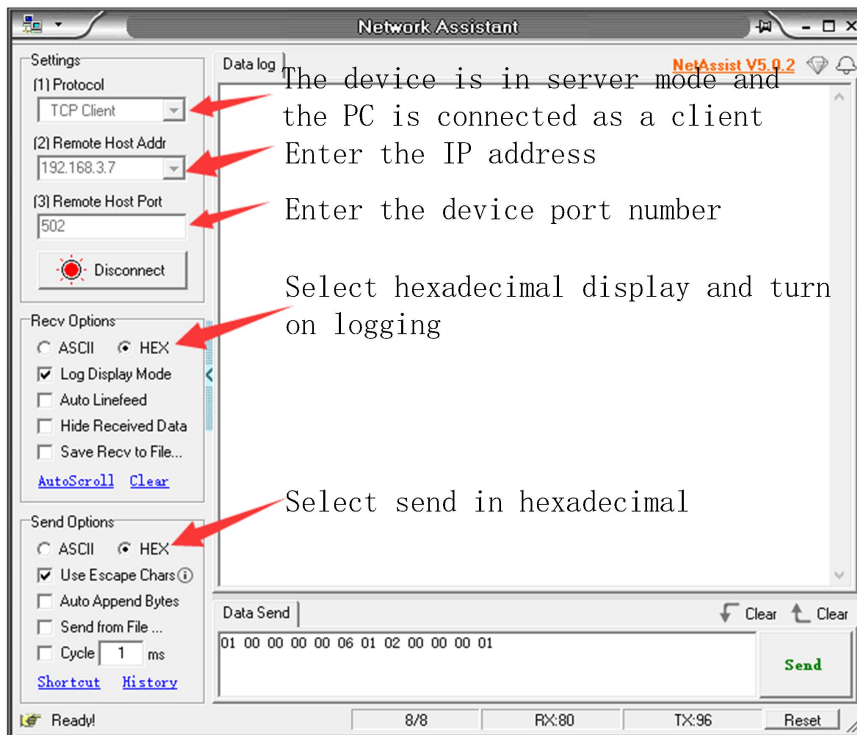 Network Assistant
Settings
Data log
NetAssist V5.0.2
(1) Protocol
TCP Client
The device is in server mode and
the PC is connected as a client
(2) Remote Host Addr
192.168.3.7
Enter the IP address
(3) Remote Host Port
502
Enter the device port number
Disconnect
Select hexadecimal display and turn
on logging
Recv Options
ASCII HEX
Log Display Mode
Auto Linefeed
Hide Received Data
Save Recv to File...
AutoScroll Clear
Select send in hexadecimal
Send Options
ASCII HEX
Use Escape Chars
Auto Append Bytes
Send from File ...
Cycle 1 ms
Shortcut History
Data Send
Clear Clear
01 00 00 00 00 06 01 02 00 00 00 01
Send
Ready!
8/8
RX:80
TX:96
Reset